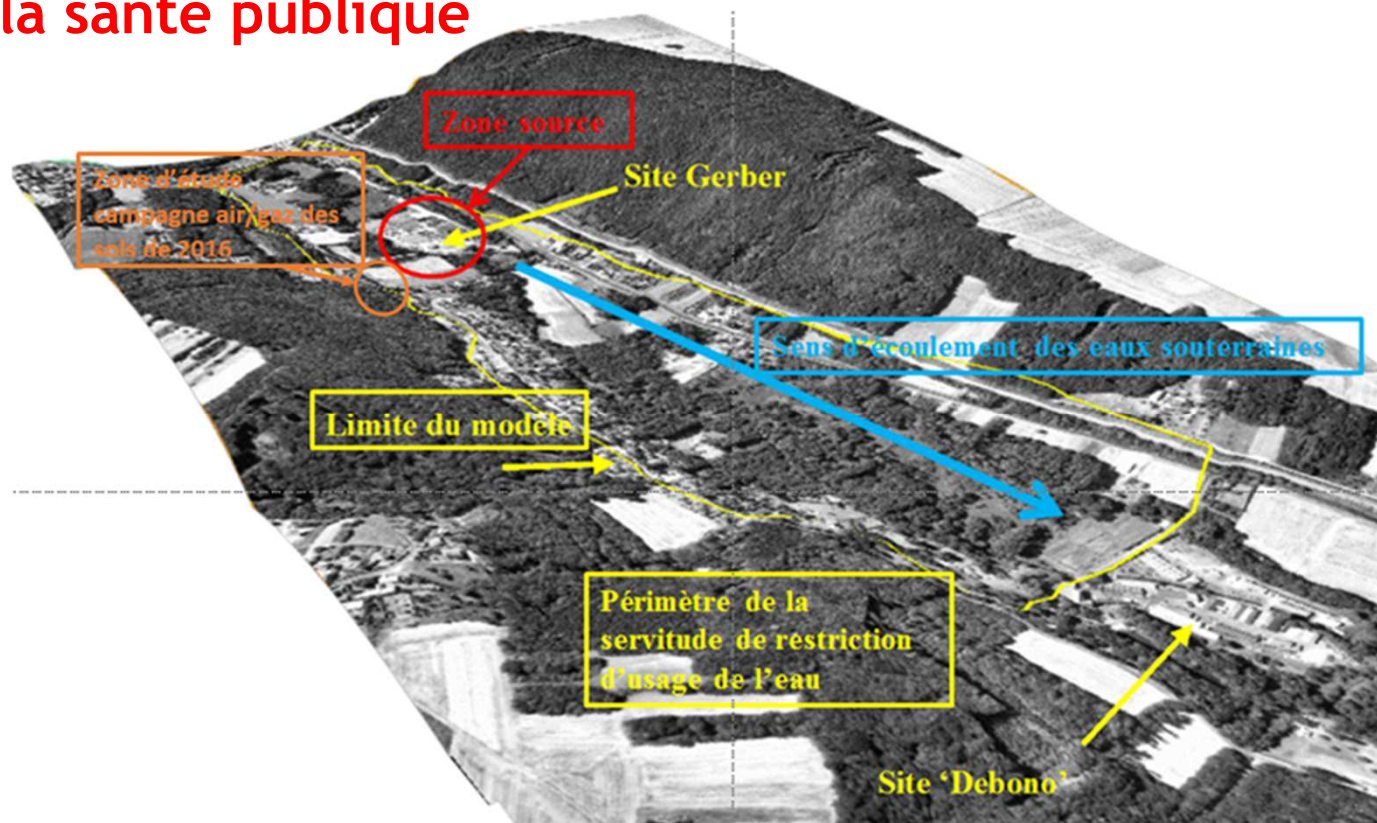 la santé publique
Zone source
Zone d'étude
campagne air/gaz des
sols de 2016
Site Gerber
Sens d'écoulement des eaux souterraines
Limite du modèle
Périmètre de la
servitude de restriction
d'usage de l'eau
Site ‘Debono’